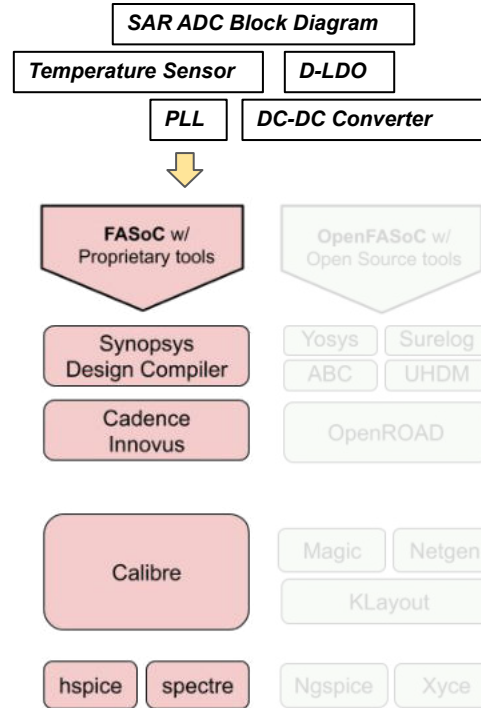 SAR ADC Block Diagram
Temperature Sensor
D-LDO
PLL
DC-DC Converter
FASoC w/
Proprietary tools
OpenFASoC w/
Open Source tools
Synopsys
Design Compiler
Yosys
Surelog
ABC
UHDM
Cadence
Innovus
OpenROAD
Calibre
Magic
Netgen
KLayout
hspice
spectre
Ngspice
Xyce